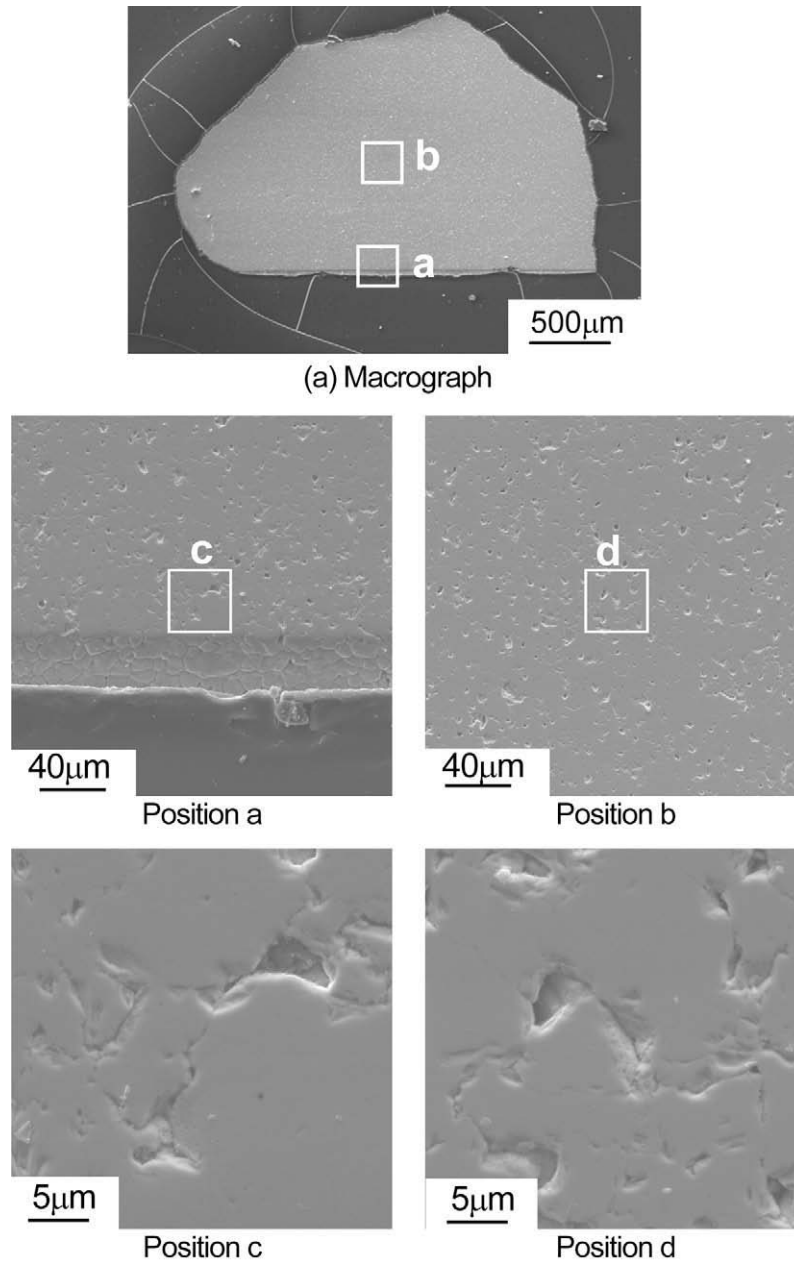 b
a
500μm
(a) Macrograph
c
d
40μm
40μm
Position a
Position b
5μm
5μm
Position c
Position d